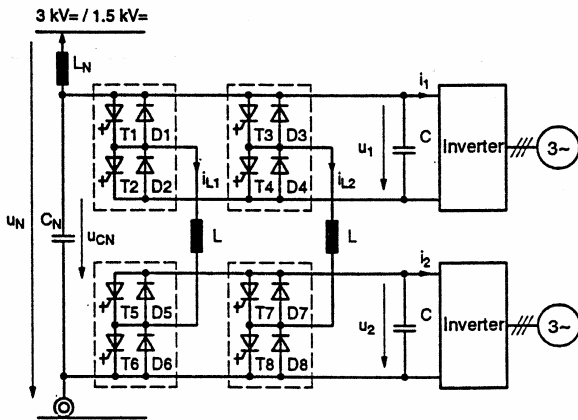 3 kV= / 1.5 kV=
L_N
i_1
T1 D1 T3 D3
u_1 C Inverter 3~
T2 D2 i_L1 T4 D4 i_L2
u_N C_N u_CN L L
i_2
T5 D5 T7 D7
u_2 C Inverter 3~
T6 D6 T8 D8